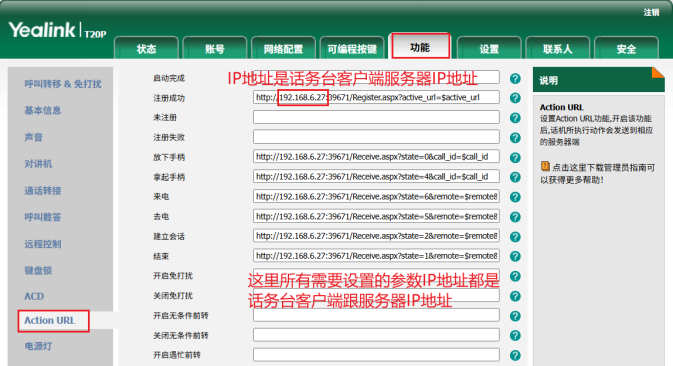 注销
Yealink T20P
状态 账号 网络配置 可编程按键 功能 设置 联系人 安全
呼叫转移 & 免打扰
基本信息
声音
对讲机
通话转接
呼叫截答
远程控制
键盘锁
ACD
Action URL
电源灯
启动完成
IP地址是话务台客户端服务器IP地址
注册成功 http://192.168.6.27:39671/Register.aspx?active_url=$active_url
未注册
注册失败
放下手柄 http://192.168.6.27:39671/Receive.aspx?state=0&call_id=$call_id
拿起手柄 http://192.168.6.27:39671/Receive.aspx?state=4&call_id=$call_id
来电 http://192.168.6.27:39671/Receive.aspx?state=6&remote=$remote&
去电 http://192.168.6.27:39671/Receive.aspx?state=5&remote=$remote&
建立会话 http://192.168.6.27:39671/Receive.aspx?state=2&remote=$remote&
结束 http://192.168.6.27:39671/Receive.aspx?state=1&remote=$remote&
开启免打扰
这里所有需要设置的参数IP地址都是
关闭免打扰
话务台客户端跟服务器IP地址
开启无条件前转
关闭无条件前转
开启遇忙前转
说明
Action URL
设置Action URL功能,开启该功能
后,话机所执行动作会发送到相应
的服务器端
点击这里下载管理员指南可
以获得更多帮助!